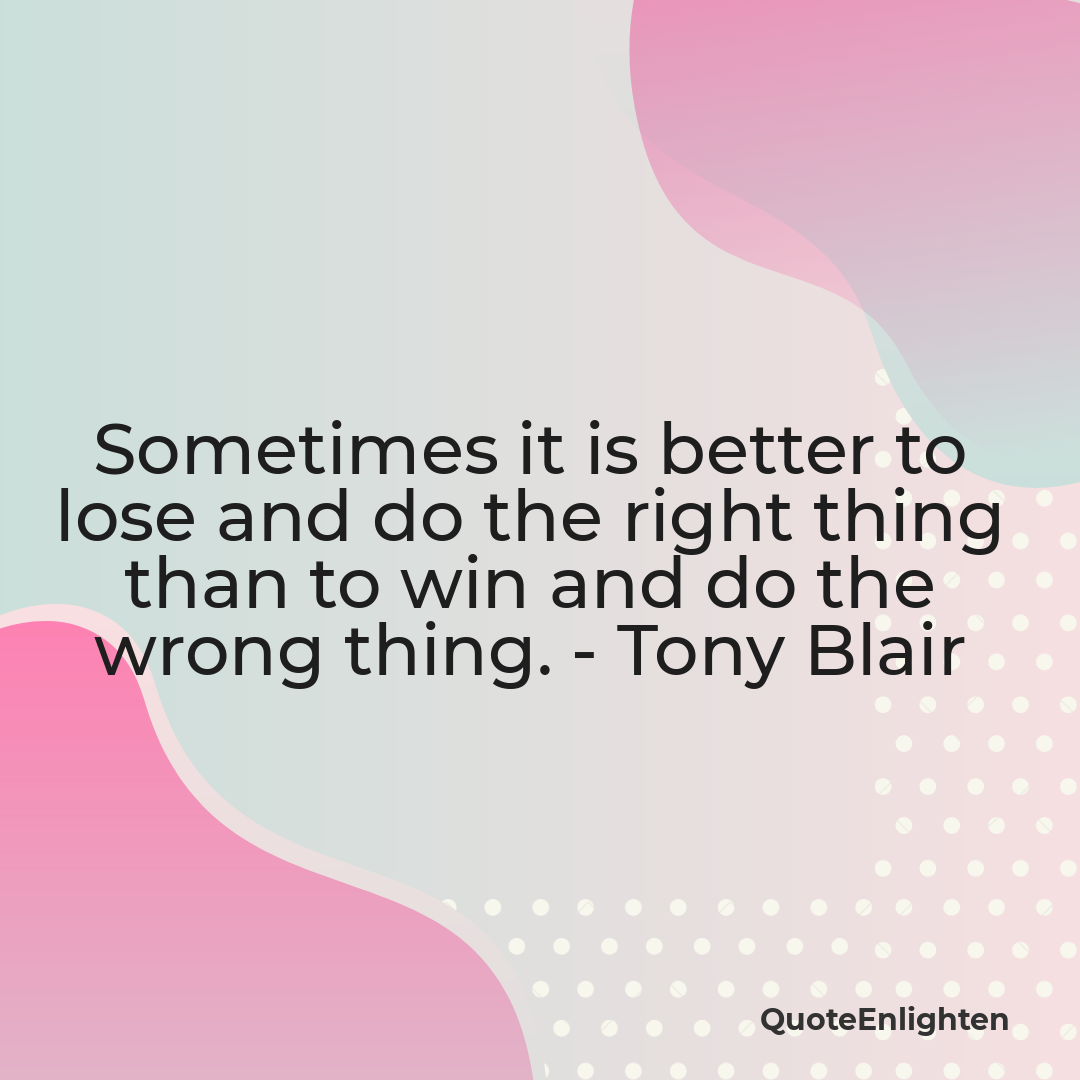 Sometimes it is better to
lose and do the right thing
than to win and do the
wrong thing. - Tony Blair
QuoteEnlighten